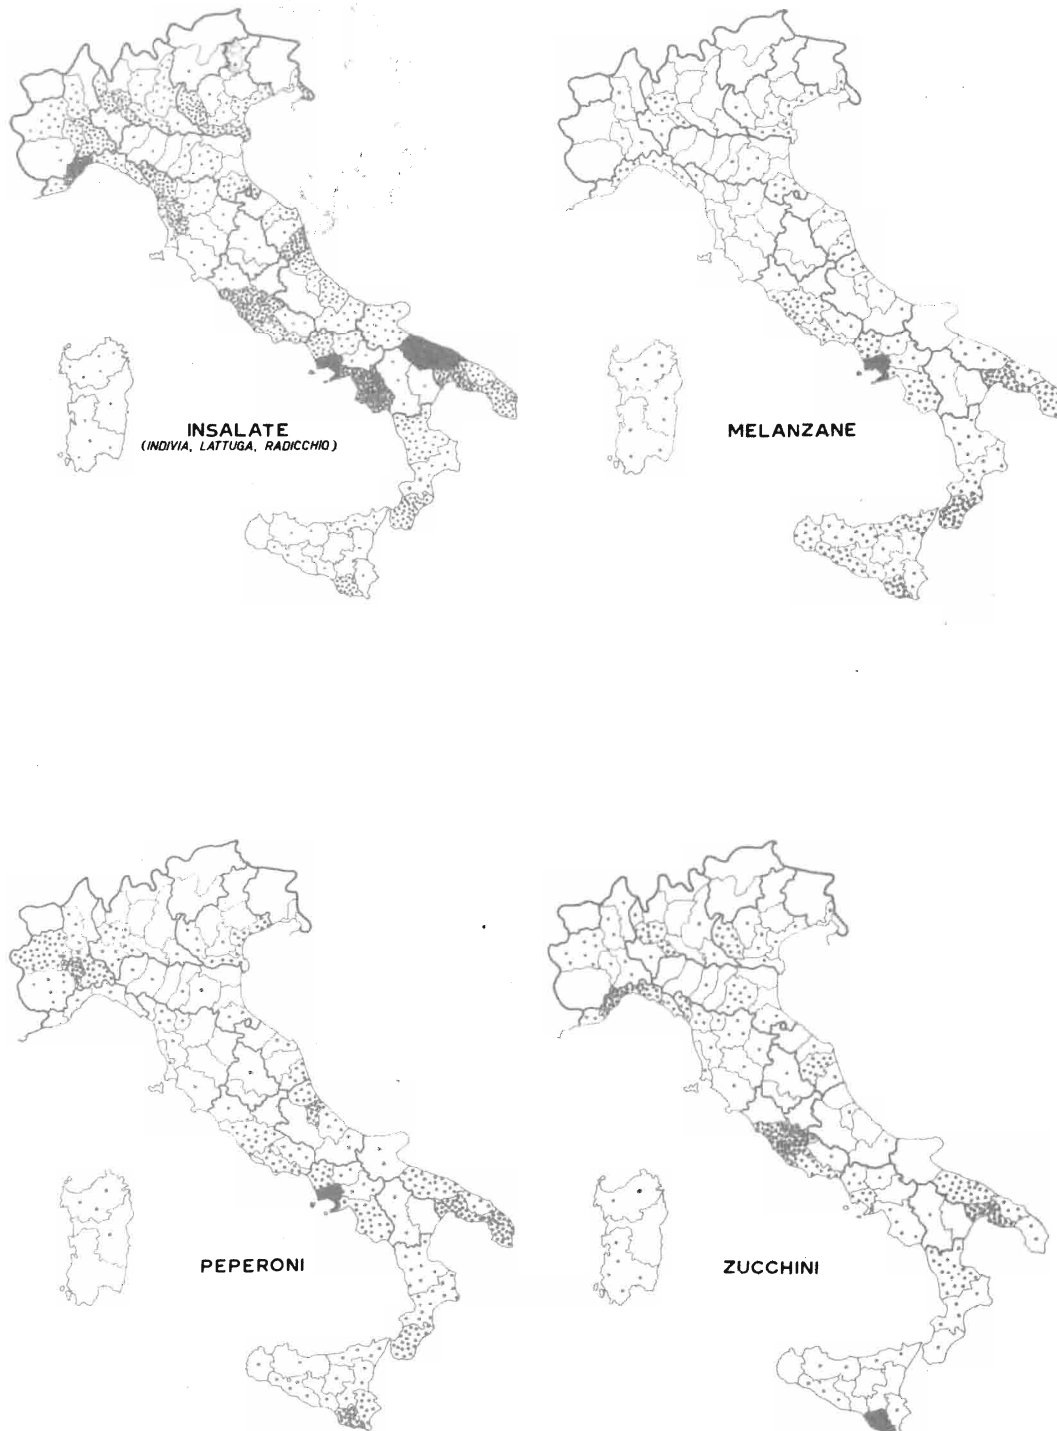 INSALATE
(INDIVIA, LATTUGA, RADICCHIO)
MELANZANE
PEPERONI
ZUCCHINI